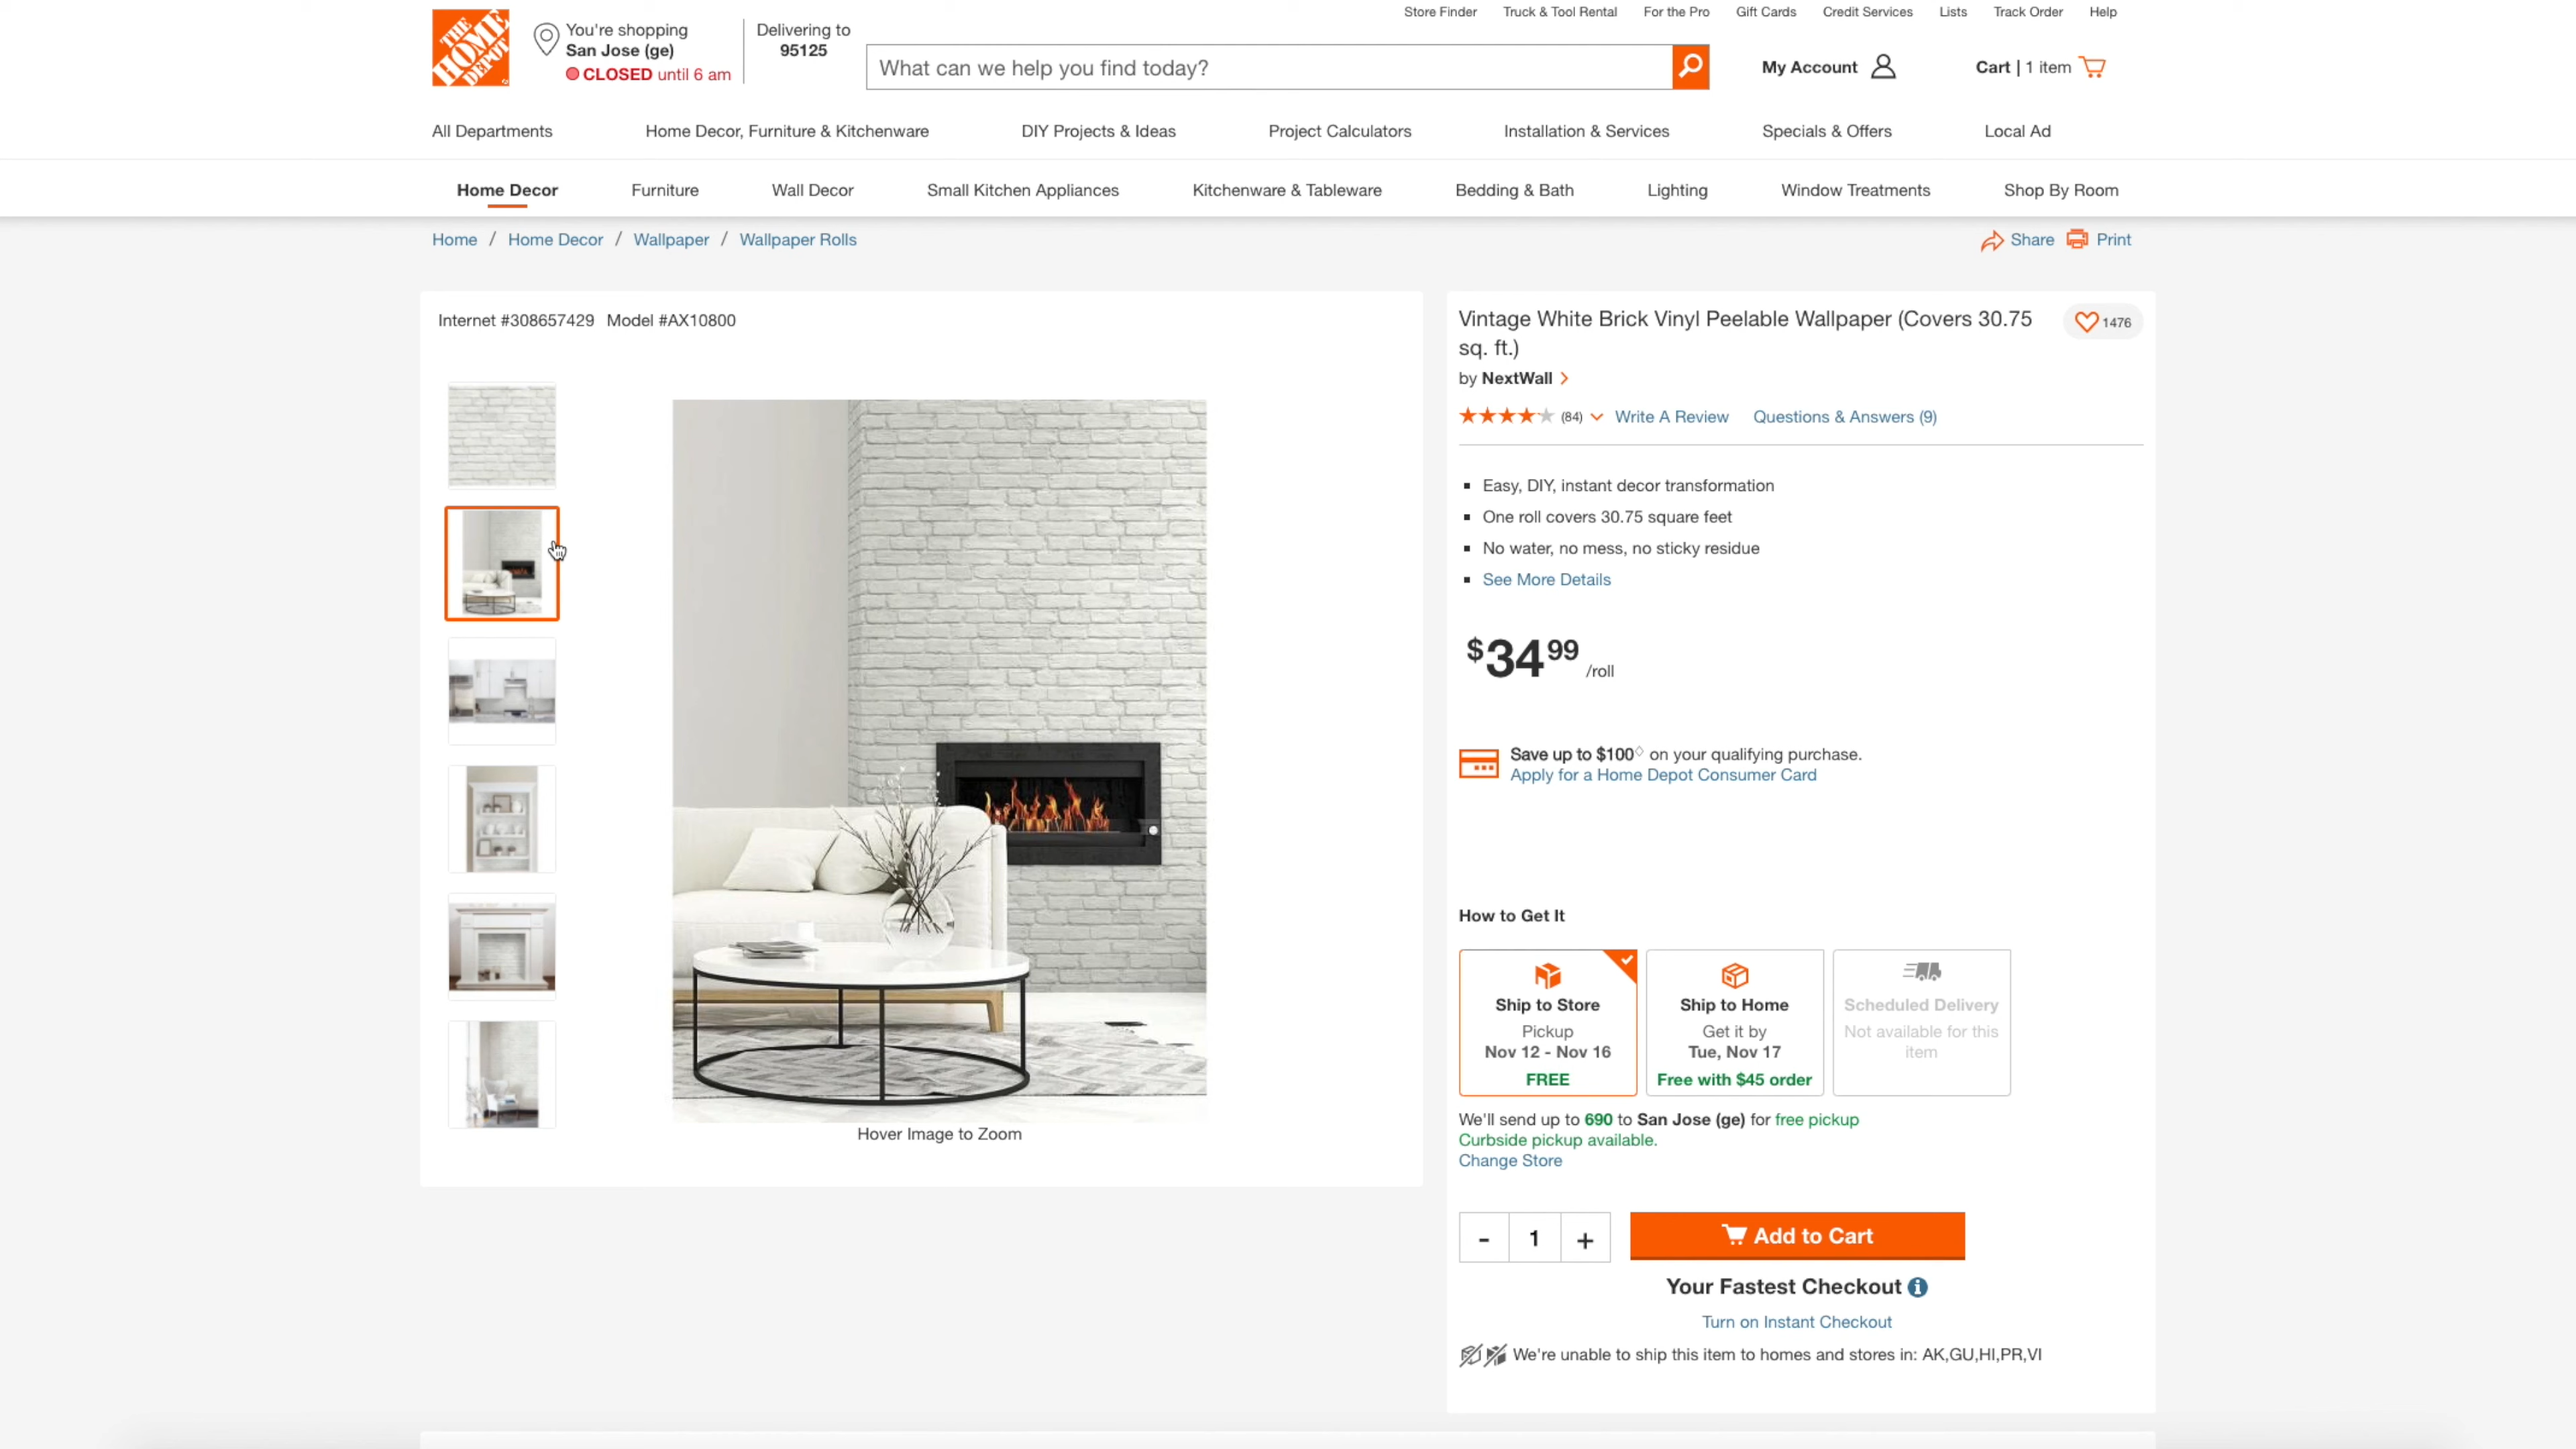 Store Finder Truck & Tool Rental For the Pro Gift Cards Credit Services Lists Track Order Help
THE HOME DEPOT
You're shopping
San Jose (ge)
CLOSED until 6 am
Delivering to
95125
What can we help you find today?
My Account
Cart | 1 item
All Departments Home Decor, Furniture & Kitchenware DIY Projects & Ideas Project Calculators Installation & Services Specials & Offers Local Ad
Home Decor Furniture Wall Decor Small Kitchen Appliances Kitchenware & Tableware Bedding & Bath Lighting Window Treatments Shop By Room
Home / Home Decor / Wallpaper / Wallpaper Rolls
Share Print
Internet #308657429 Model #AX10800
Hover Image to Zoom
Vintage White Brick Vinyl Peelable Wallpaper (Covers 30.75
sq. ft.)
1476
by NextWall
(84) Write A Review Questions & Answers (9)
Easy, DIY, instant decor transformation
One roll covers 30.75 square feet
No water, no mess, no sticky residue
See More Details
$34 99 /roll
Save up to $100◊ on your qualifying purchase.
Apply for a Home Depot Consumer Card
How to Get It
Ship to Store
Pickup
Nov 12 - Nov 16
FREE
Ship to Home
Get it by
Tue, Nov 17
Free with $45 order
Scheduled Delivery
Not available for this
item
We'll send up to 690 to San Jose (ge) for free pickup
Curbside pickup available.
Change Store
- 1 +
Add to Cart
Your Fastest Checkout
Turn on Instant Checkout
We're unable to ship this item to homes and stores in: AK,GU,HI,PR,VI